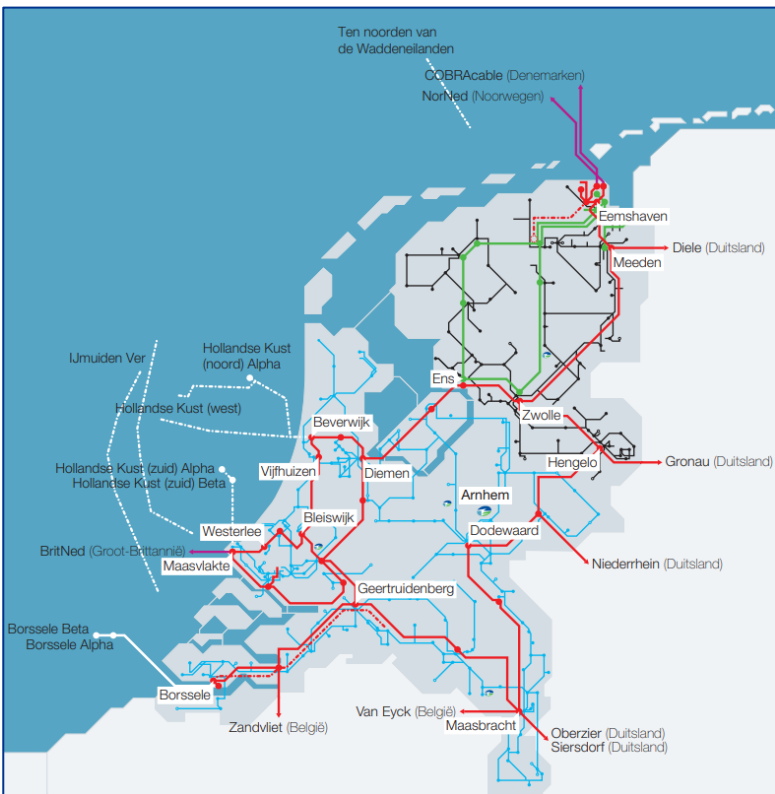 Ten noorden van
de Waddeneilanden
COBRAcable (Denemarken)
NorNed (Noorwegen)
Eemshaven
Diele (Duitsland)
Meeden
IJmuiden Ver
Hollandse Kust
(noord) Alpha
Ens
Hollandse Kust (west)
Zwolle
Beverwijk
Hengelo
Gronau (Duitsland)
Vijfhuizen
Diemen
Hollandse Kust (zuid) Alpha
Hollandse Kust (zuid) Beta
Arnhem
Bleiswijk
Westerlee
Dodewaard
BritNed (Groot-Brittannië)
Maasvlakte
Niederrhein (Duitsland)
Geertruidenberg
Borssele Beta
Borssele Alpha
Borssele
Van Eyck (België)
Zandvliet (België)
Maasbracht
Oberzier (Duitsland)
Siersdorf (Duitsland)